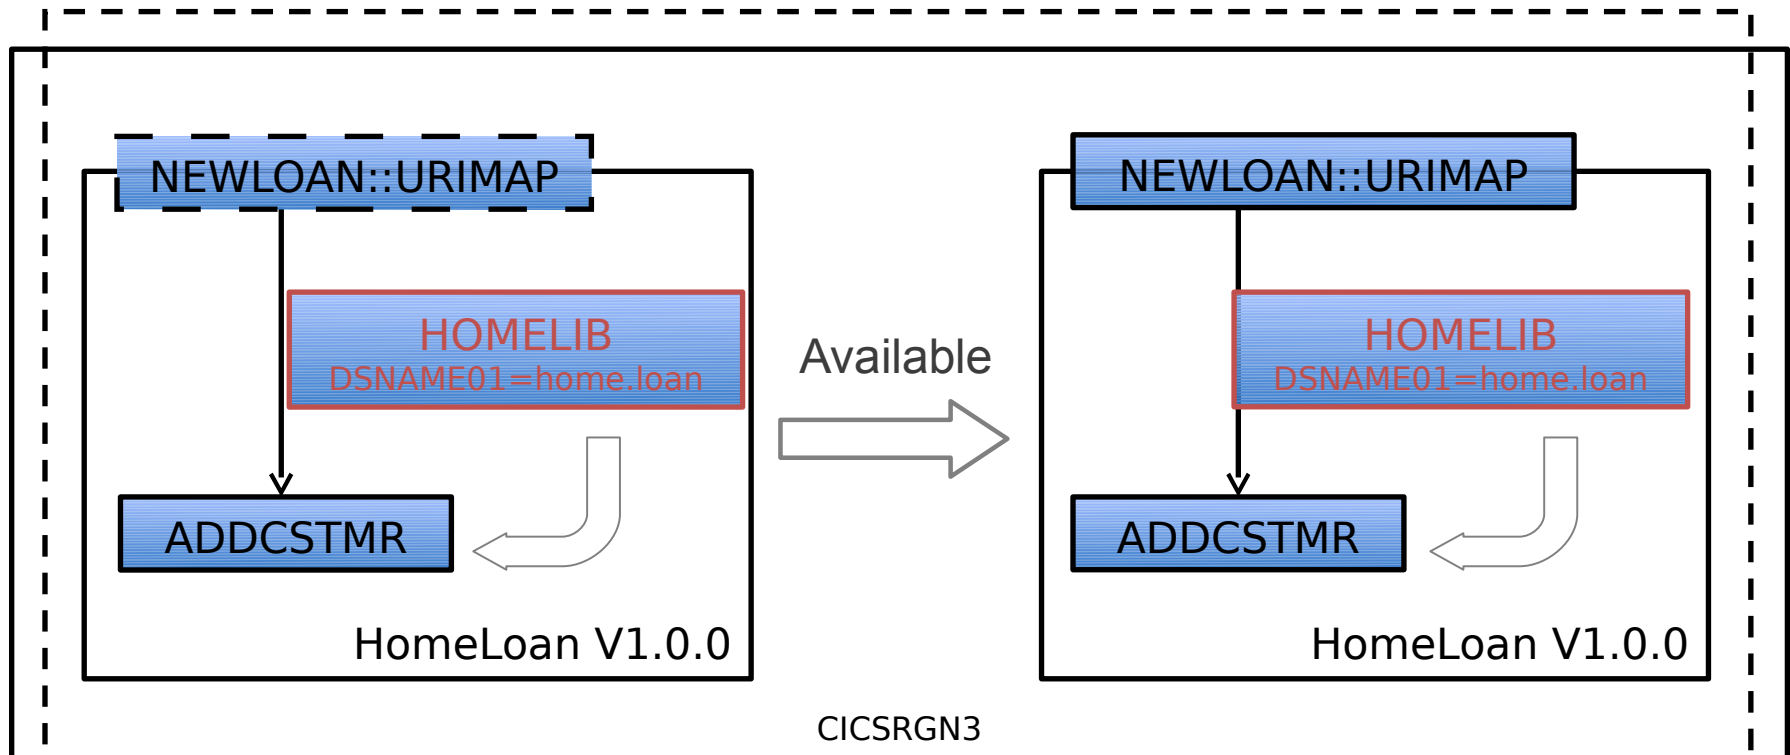 NEWLOAN::URIMAP
HOMELIB
DSNAME01=home.loan
ADDCSTMR
HomeLoan V1.0.0
Available
NEWLOAN::URIMAP
HOMELIB
DSNAME01=home.loan
ADDCSTMR
HomeLoan V1.0.0
CICSRGN3